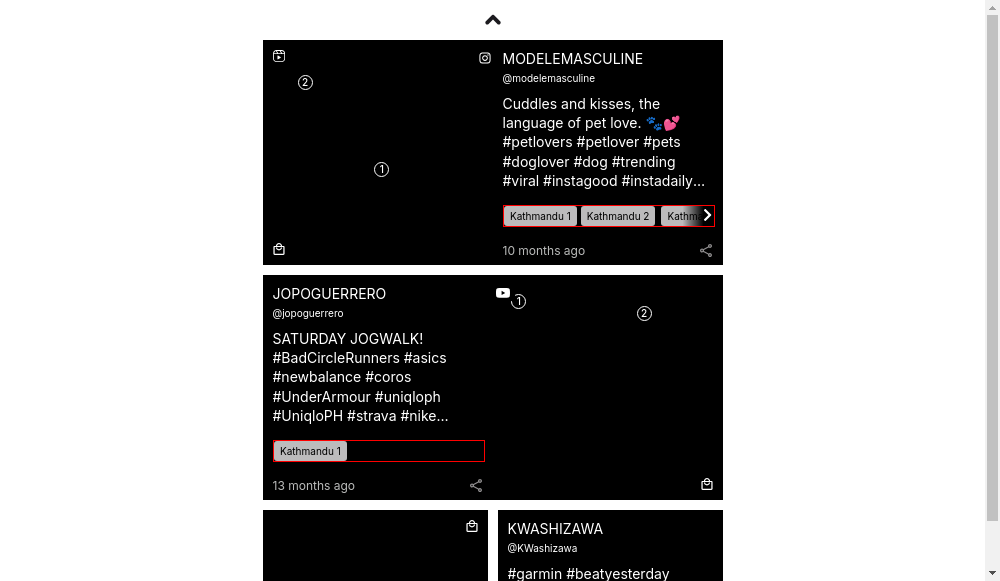 2
1
MODELEMASCULINE
@modelemasculine
Cuddles and kisses, the
language of pet love. 🐾💕
#petlovers #petlover #pets
#doglover #dog #trending
#viral #instagood #instadaily...
Kathmandu 1 Kathmandu 2
10 months ago
JOPOGUERRERO
@jopoguerrero
SATURDAY JOGWALK!
#BadCircleRunners #asics
#newbalance #coros
#UnderArmour #uniqloph
#UniqloPH #strava #nike...
Kathmandu 1
13 months ago
1
2
KWASHIZAWA
@KWashizawa
#garmin #beatyesterday